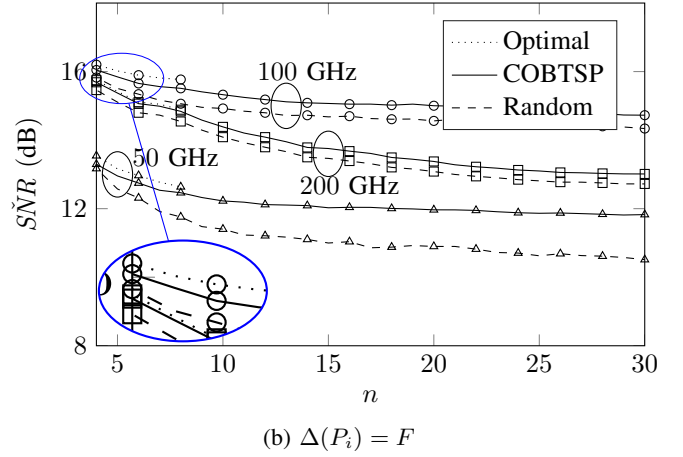 16
12
8
SŇR (dB)
Optimal
COBTSP
Random
100 GHz
50 GHz
200 GHz
5 10 15 20 25 30
n
(b) Δ(Pᵢ) = F